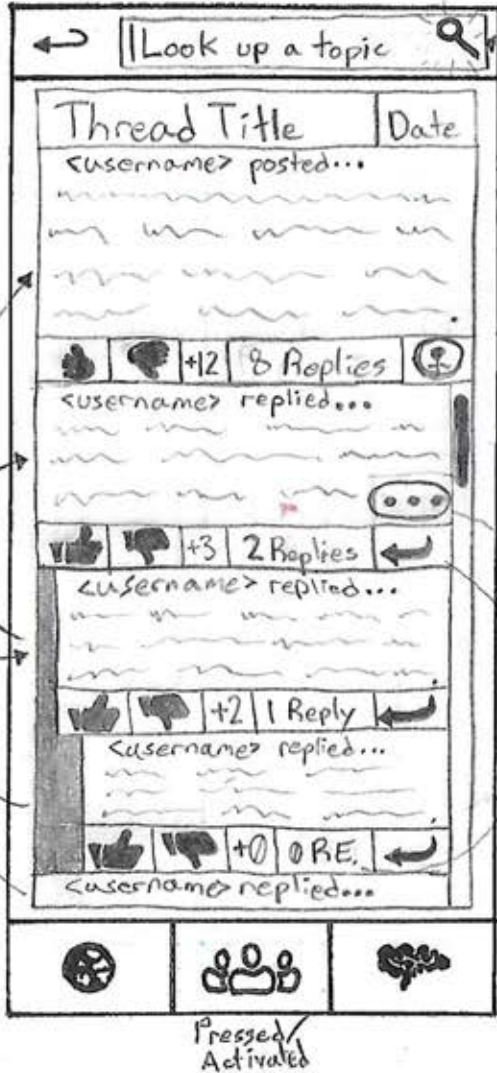 Look up a topic
Thread Title Date
<username> posted...
+12 8 Replies
<username> replied...
+3 2 Replies
<username> replied...
+2 1 Reply
<username> replied...
+0 0 RE.
<username> replied...
Pressed/
Activated